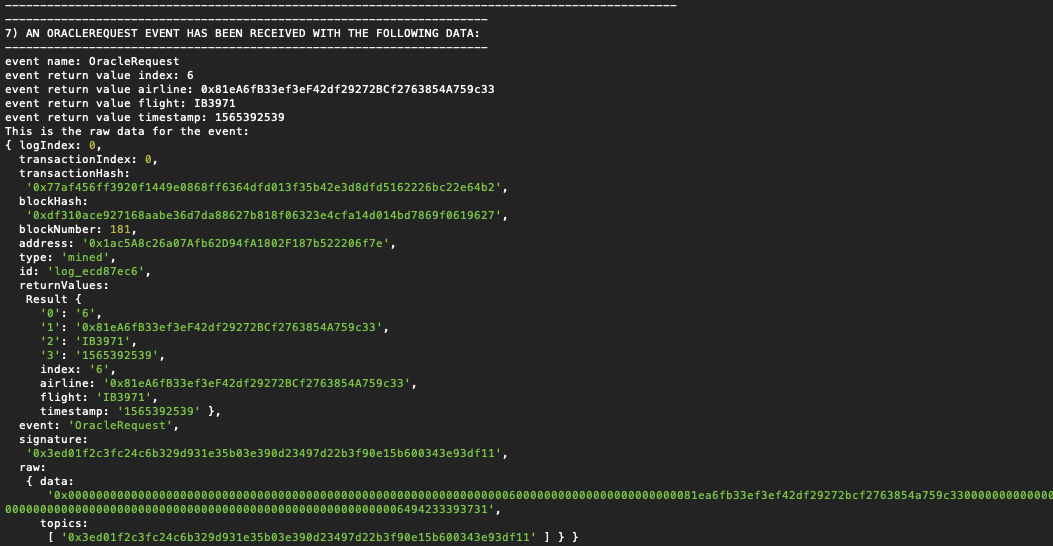 ------------------------------------------------------------------------------------------------
---------------------------------------------------------------------
7) AN ORACLEREQUEST EVENT HAS BEEN RECEIVED WITH THE FOLLOWING DATA:
---------------------------------------------------------------------
event name: OracleRequest
event return value index: 6
event return value airline: 0x81eA6fB33ef3eF42df29272BCf2763854A759c33
event return value flight: IB3971
event return value timestamp: 1565392539
This is the raw data for the event:
{ logIndex: 0,
transactionIndex: 0,
transactionHash:
'0x77af456ff3920f1449e0868ff6364dfd013f35b42e3d8dfd5162226bc22e64b2',
blockHash:
'0xdf310ace927168aabe36d7da88627b818f06323e4cfa14d014bd7869f0619627',
blockNumber: 181,
address: '0x1ac5A8c26a07Afb62D94fA1802F187b522206f7e',
type: 'mined',
id: 'log_ecd87ec6',
returnValues:
Result {
'0': '6',
'1': '0x81eA6fB33ef3eF42df29272BCf2763854A759c33',
'2': 'IB3971',
'3': '1565392539',
index: '6',
airline: '0x81eA6fB33ef3eF42df29272BCf2763854A759c33',
flight: 'IB3971',
timestamp: '1565392539' },
event: 'OracleRequest',
signature:
'0x3ed01f2c3fc24c6b329d931e35b03e390d23497d22b3f90e15b600343e93df11',
raw:
{ data:
'0x000000000000000000000000000000000000000000000000000000000000000600000000000000000000000081ea6fb33ef3ef42df29272bcf2763854a759c330000000000000
00000000000000000000000000000000000000000000000000000006494233393731',
topics:
[ '0x3ed01f2c3fc24c6b329d931e35b03e390d23497d22b3f90e15b600343e93df11' ] } }